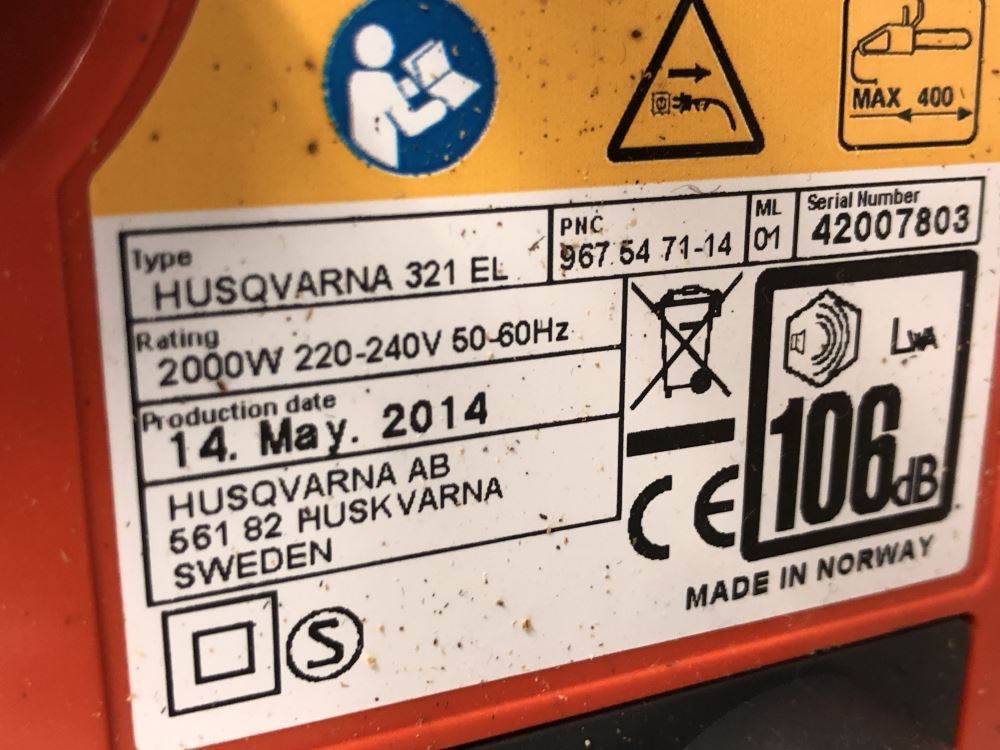 MAX 400
Type
HUSQVARNA 321 EL
PNC
967 54 71-14
ML
01
Serial Number
42007803
Rating
2000W 220-240V 50-60Hz
Production date
14. May. 2014
HUSQVARNA AB
561 82 HUSKVARNA
SWEDEN
LWA
106dB
CE
MADE IN NORWAY
S